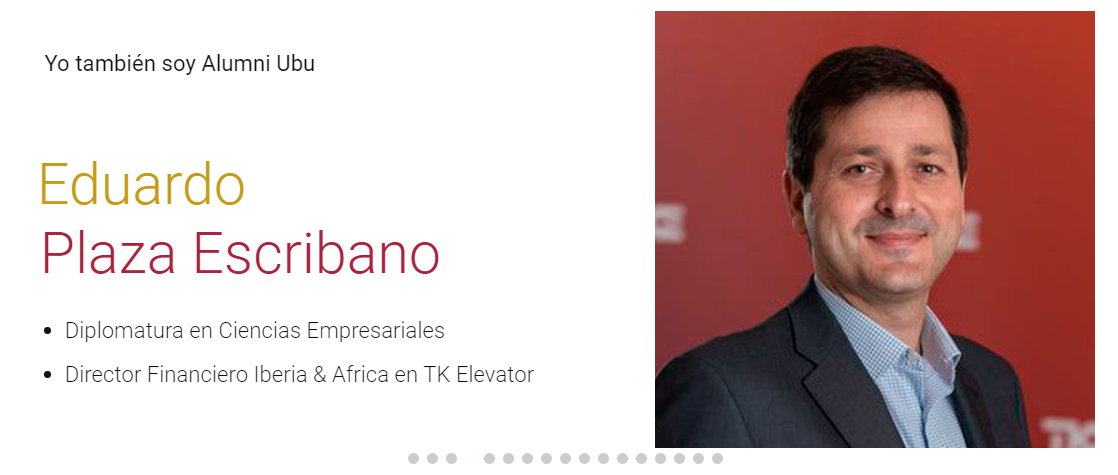 Yo también soy Alumni Ubu
Eduardo
Plaza Escribano
Diplomatura en Ciencias Empresariales
Director Financiero Iberia & Africa en TK Elevator